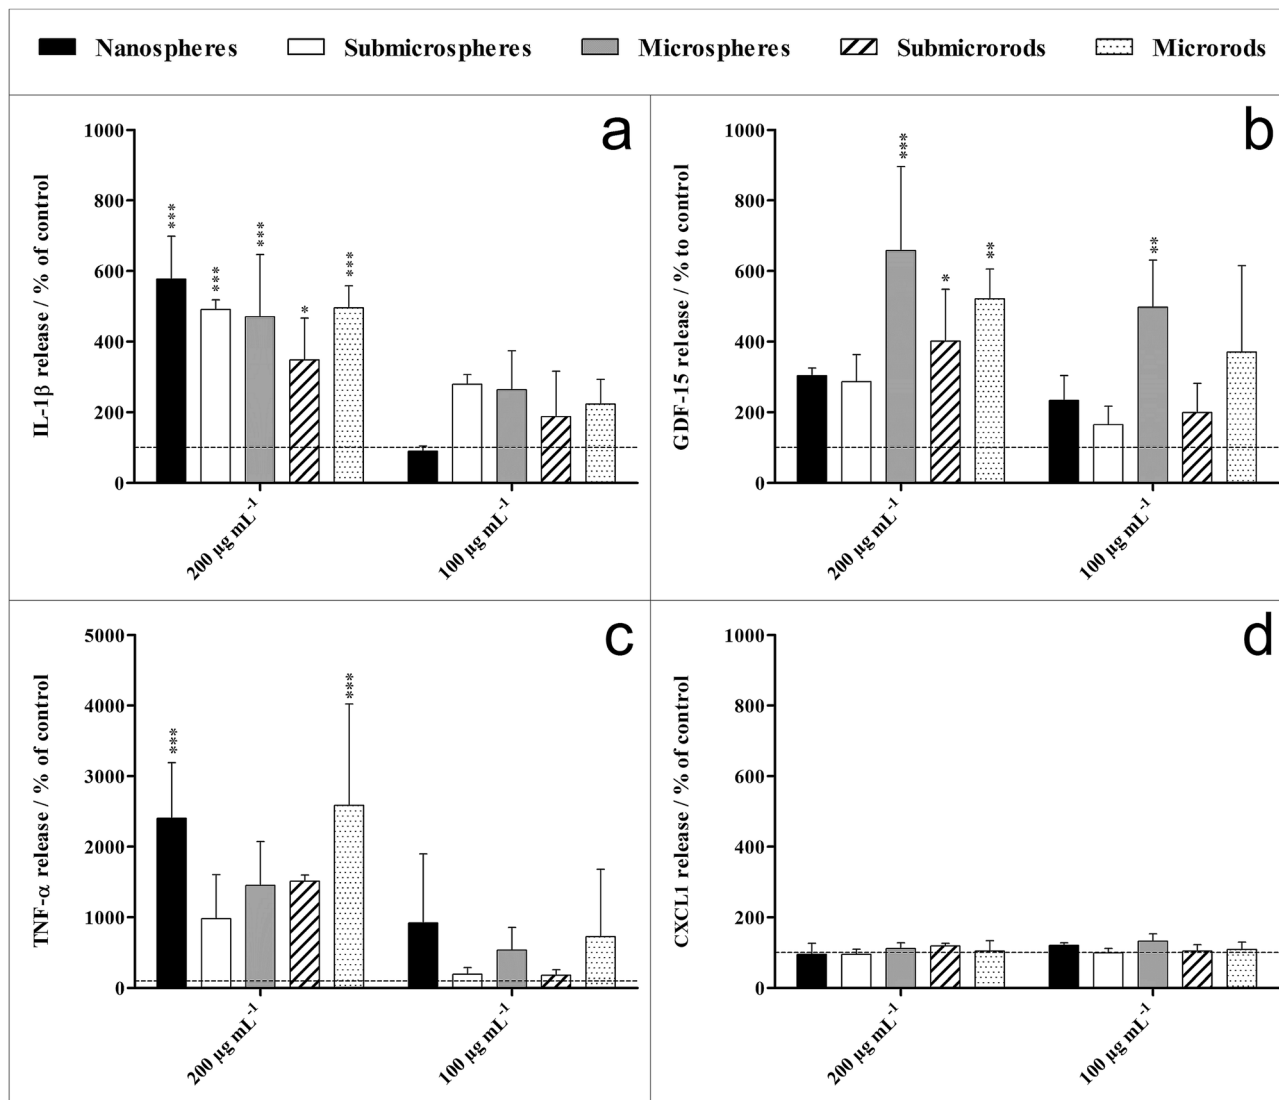 Nanospheres Submicrospheres Microspheres Submicrorods Microrods
a
IL-1β release / % of control
1000
800
600
400
200
0
***
***
***
*
***
200 µg mL⁻¹
100 µg mL⁻¹
b
GDF-15 release / % to control
1000
800
600
400
200
0
***
*
**
**
200 µg mL⁻¹
100 µg mL⁻¹
c
TNF-α release / % of control
5000
4000
3000
2000
1000
0
***
***
200 µg mL⁻¹
100 µg mL⁻¹
d
CXCL1 release / % of control
1000
800
600
400
200
0
200 µg mL⁻¹
100 µg mL⁻¹